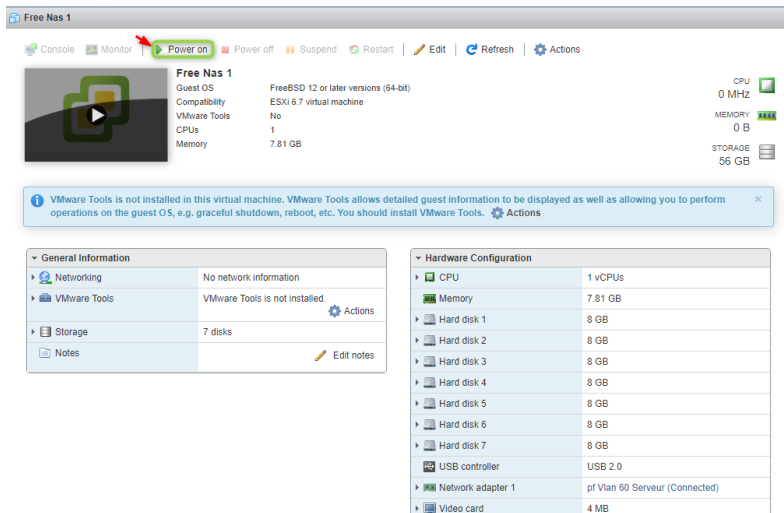 Free Nas 1
Console Monitor Power on Power off Suspend Restart Edit Refresh Actions
Free Nas 1
Guest OS FreeBSD 12 or later versions (64-bit)
Compatibility ESXi 6.7 virtual machine
VMware Tools No
CPUs 1
Memory 7.81 GB
CPU
0 MHz
MEMORY
0 B
STORAGE
56 GB
VMware Tools is not installed in this virtual machine. VMware Tools allows detailed guest information to be displayed as well as allowing you to perform
operations on the guest OS, e.g. graceful shutdown, reboot, etc. You should install VMware Tools. Actions
General Information
Networking No network information
VMware Tools VMware Tools is not installed.
Actions
Storage 7 disks
Notes Edit notes
Hardware Configuration
CPU 1 vCPUs
Memory 7.81 GB
Hard disk 1 8 GB
Hard disk 2 8 GB
Hard disk 3 8 GB
Hard disk 4 8 GB
Hard disk 5 8 GB
Hard disk 6 8 GB
Hard disk 7 8 GB
USB controller USB 2.0
Network adapter 1 pf Vlan 60 Serveur (Connected)
Video card 4 MB